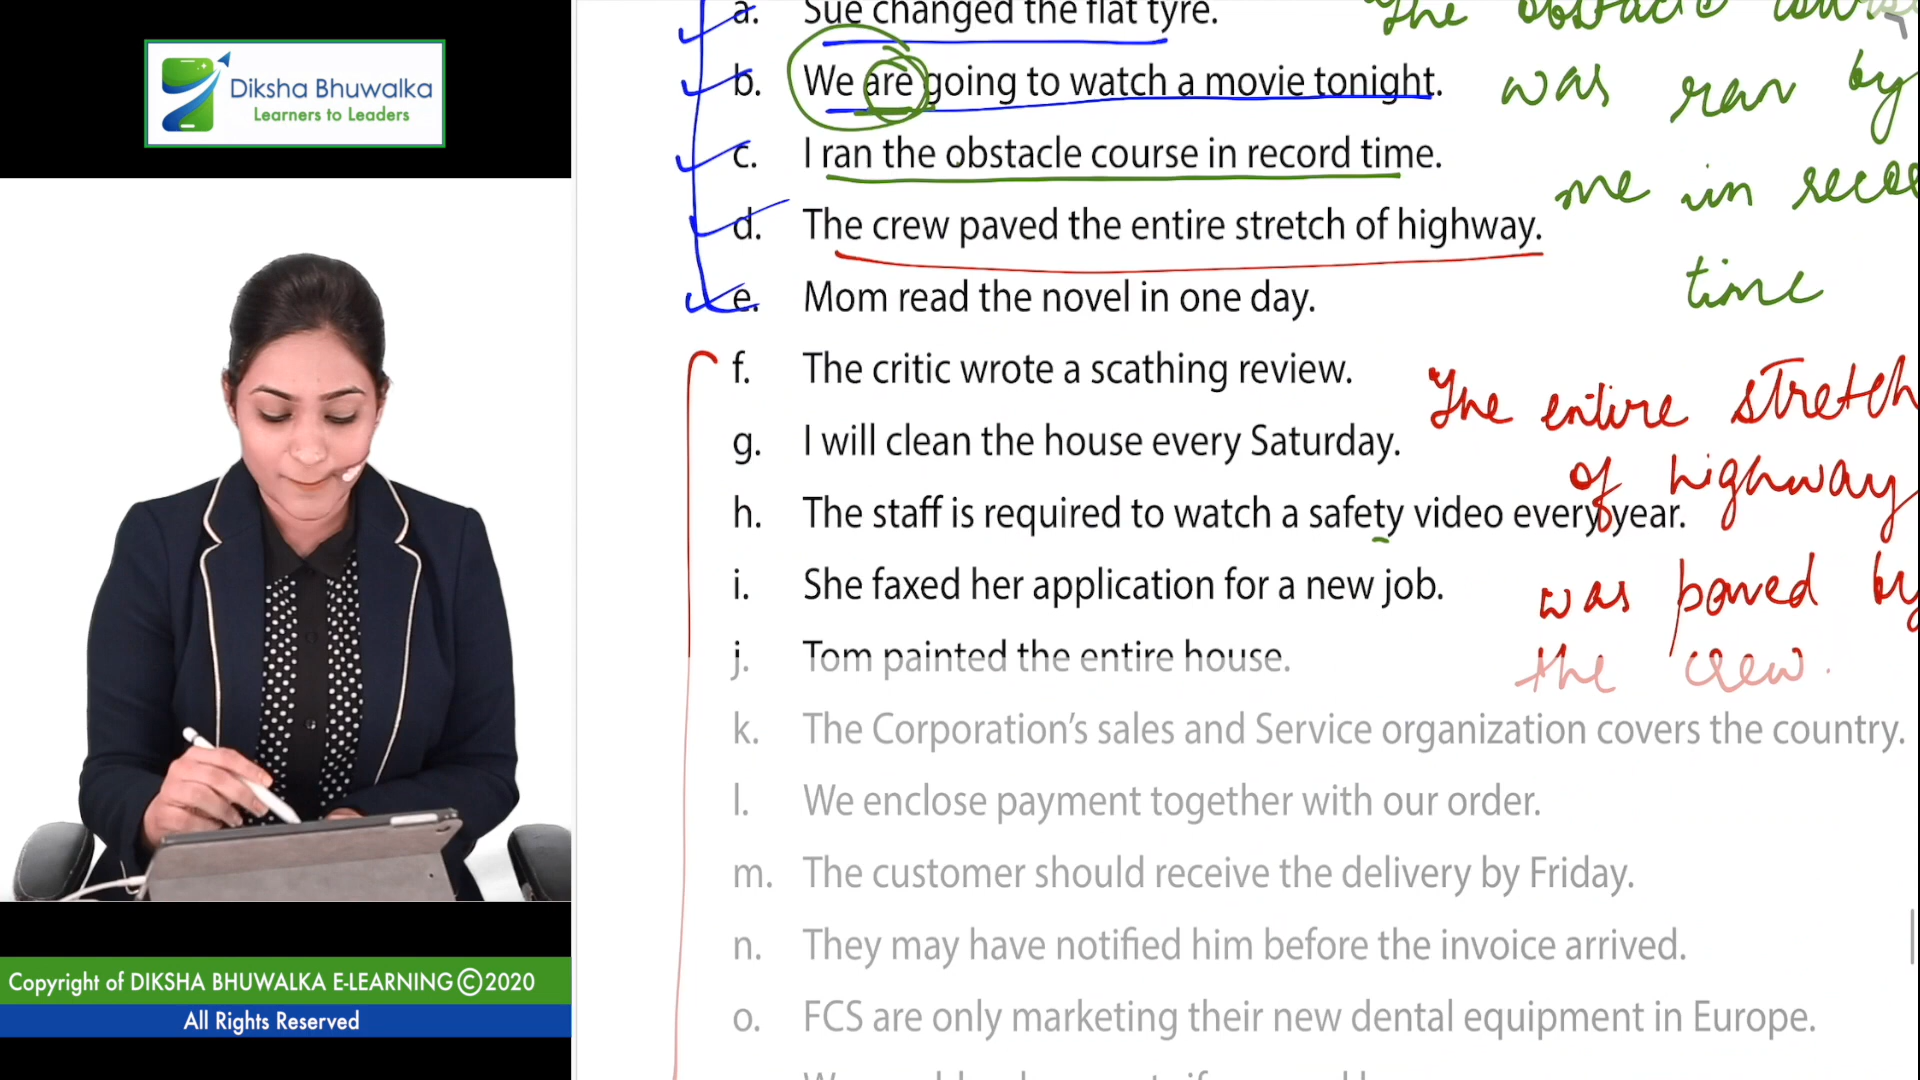 Diksha Bhuwalka
Learners to Leaders
a. Sue changed the flat tyre.
b. We are going to watch a movie tonight.
c. I ran the obstacle course in record time.
d. The crew paved the entire stretch of highway.
e. Mom read the novel in one day.
f. The critic wrote a scathing review.
g. I will clean the house every Saturday.
h. The staff is required to watch a safety video every year.
i. She faxed her application for a new job.
j. Tom painted the entire house.
k. The Corporation's sales and Service organization covers the country.
l. We enclose payment together with our order.
m. The customer should receive the delivery by Friday.
n. They may have notified him before the invoice arrived.
o. FCS are only marketing their new dental equipment in Europe.
The obstacle
was ran by
me in
time
The entire stretch
of highway
was paved by
the crew.
Copyright of DIKSHA BHUWALKA E-LEARNING©2020
All Rights Reserved